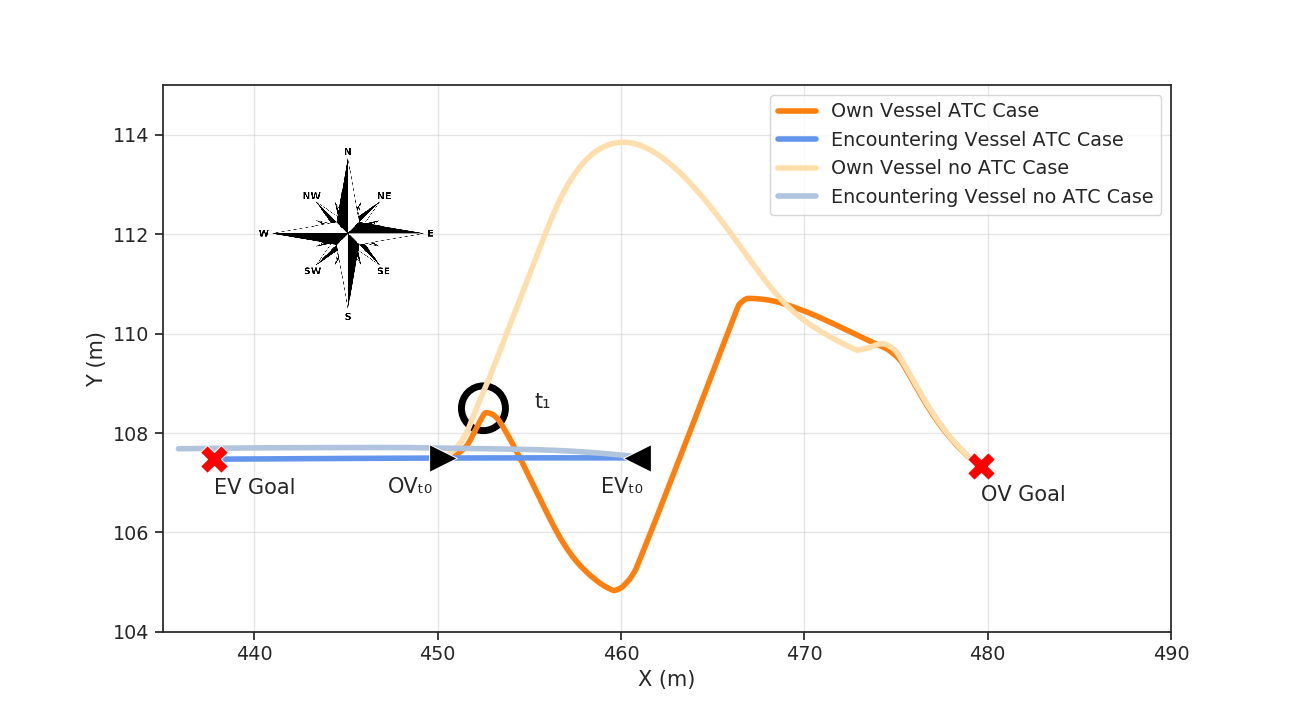 Own Vessel ATC Case
Encountering Vessel ATC Case
Own Vessel no ATC Case
Encountering Vessel no ATC Case
N
NW
NE
W
E
SW
SE
S
114
112
110
108
106
104
Y (m)
t₁
OVₜ₀
EVₜ₀
EV Goal
OV Goal
440
450
460
470
480
490
X (m)